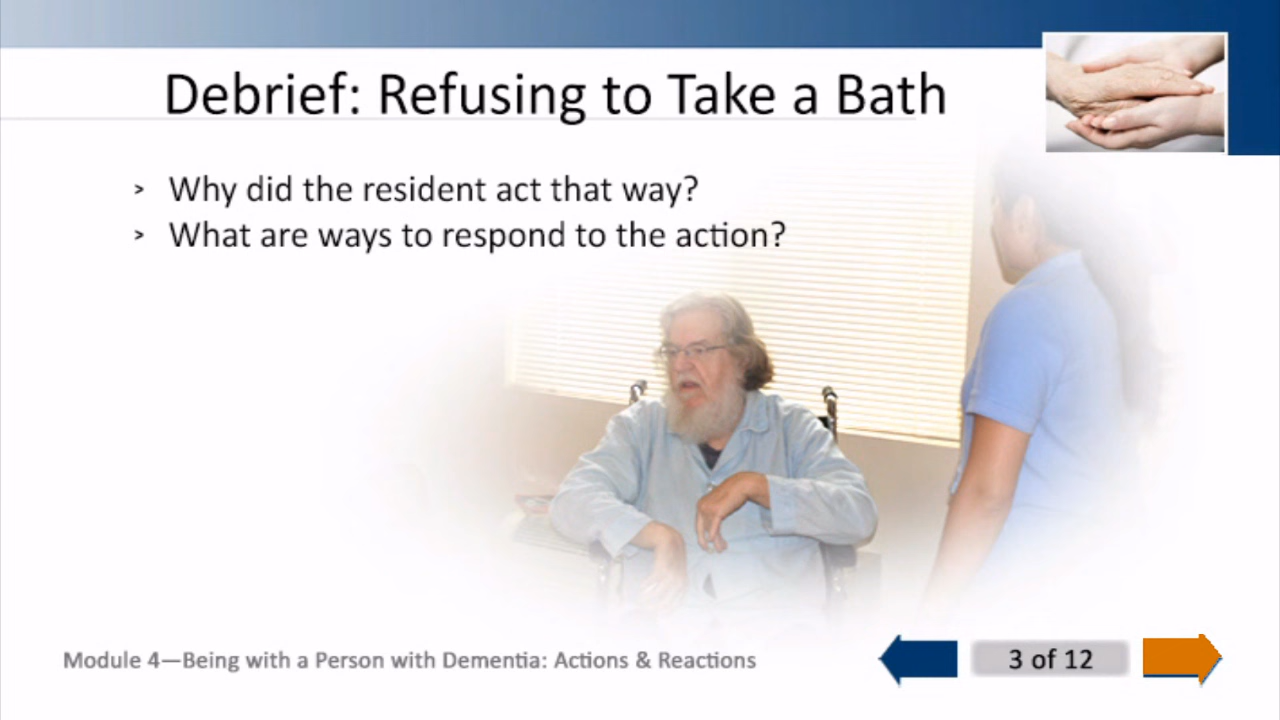 Debrief: Refusing to Take a Bath
> Why did the resident act that way?
> What are ways to respond to the action?
Module 4—Being with a Person with Dementia: Actions & Reactions
3 of 12